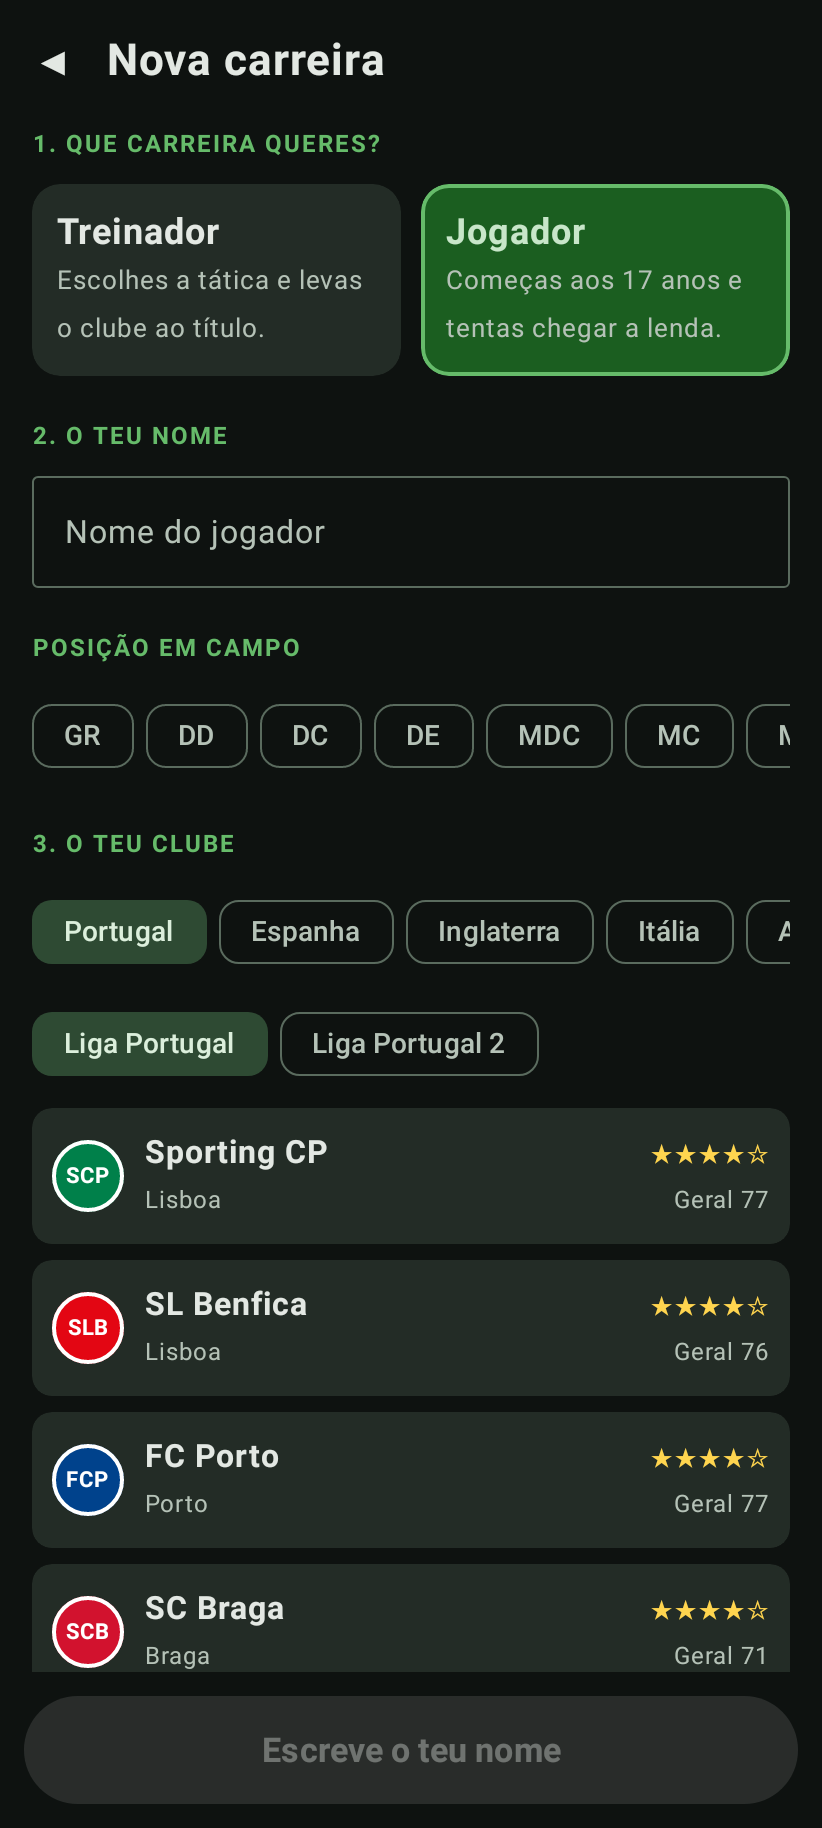 Nova carreira
1. QUE CARREIRA QUERES?
Treinador
Escolhes a tática e levas
o clube ao título.
Jogador
Começas aos 17 anos e
tentas chegar a lenda.
2. O TEU NOME
Nome do jogador
POSIÇÃO EM CAMPO
GR DD DC DE MDC MC
3. O TEU CLUBE
Portugal Espanha Inglaterra Itália
Liga Portugal Liga Portugal 2
SCP Sporting CP ★★★★☆
Lisboa Geral 77
SLB SL Benfica ★★★★☆
Lisboa Geral 76
FCP FC Porto ★★★★☆
Porto Geral 77
SCB SC Braga ★★★★☆
Braga Geral 71
Escreve o teu nome